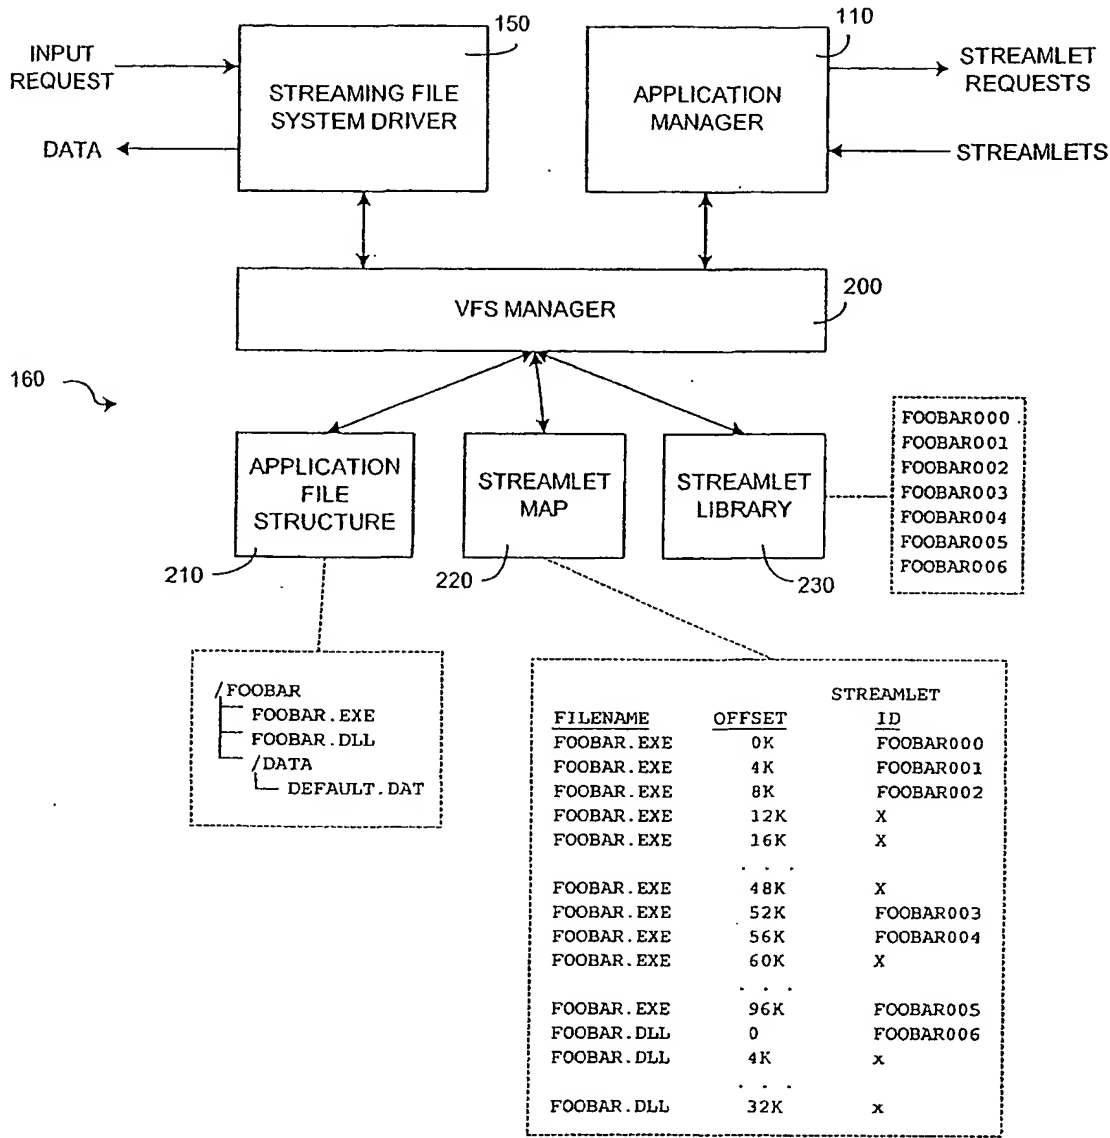 150
110
INPUT
REQUEST
STREAMING FILE
SYSTEM DRIVER
APPLICATION
MANAGER
STREAMLET
REQUESTS
DATA
STREAMLETS
VFS MANAGER
200
160
APPLICATION
FILE
STRUCTURE
STREAMLET
MAP
STREAMLET
LIBRARY
FOOBAR000
FOOBAR001
FOOBAR002
FOOBAR003
FOOBAR004
FOOBAR005
FOOBAR006
210
220
230
/FOOBAR
FOOBAR.EXE
FOOBAR.DLL
/DATA
DEFAULT.DAT
STREAMLET
FILENAME OFFSET ID
FOOBAR.EXE 0K FOOBAR000
FOOBAR.EXE 4K FOOBAR001
FOOBAR.EXE 8K FOOBAR002
FOOBAR.EXE 12K X
FOOBAR.EXE 16K X
. . .
FOOBAR.EXE 48K X
FOOBAR.EXE 52K FOOBAR003
FOOBAR.EXE 56K FOOBAR004
FOOBAR.EXE 60K X
. . .
FOOBAR.EXE 96K FOOBAR005
FOOBAR.DLL 0 FOOBAR006
FOOBAR.DLL 4K x
. . .
FOOBAR.DLL 32K x